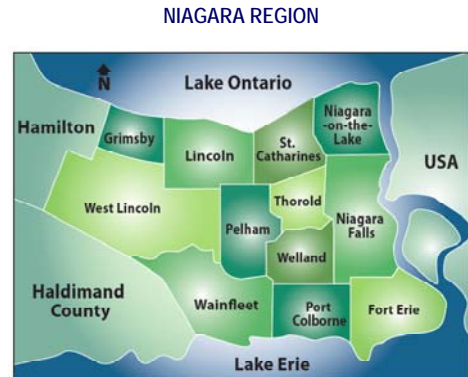 NIAGARA REGION
N
Lake Ontario
Hamilton
Grimsby
Lincoln
St.
Catharines
Niagara
-on-the-
Lake
USA
West Lincoln
Pelham
Thorold
Niagara
Falls
Welland
Haldimand
County
Wainfleet
Port
Colborne
Fort Erie
Lake Erie